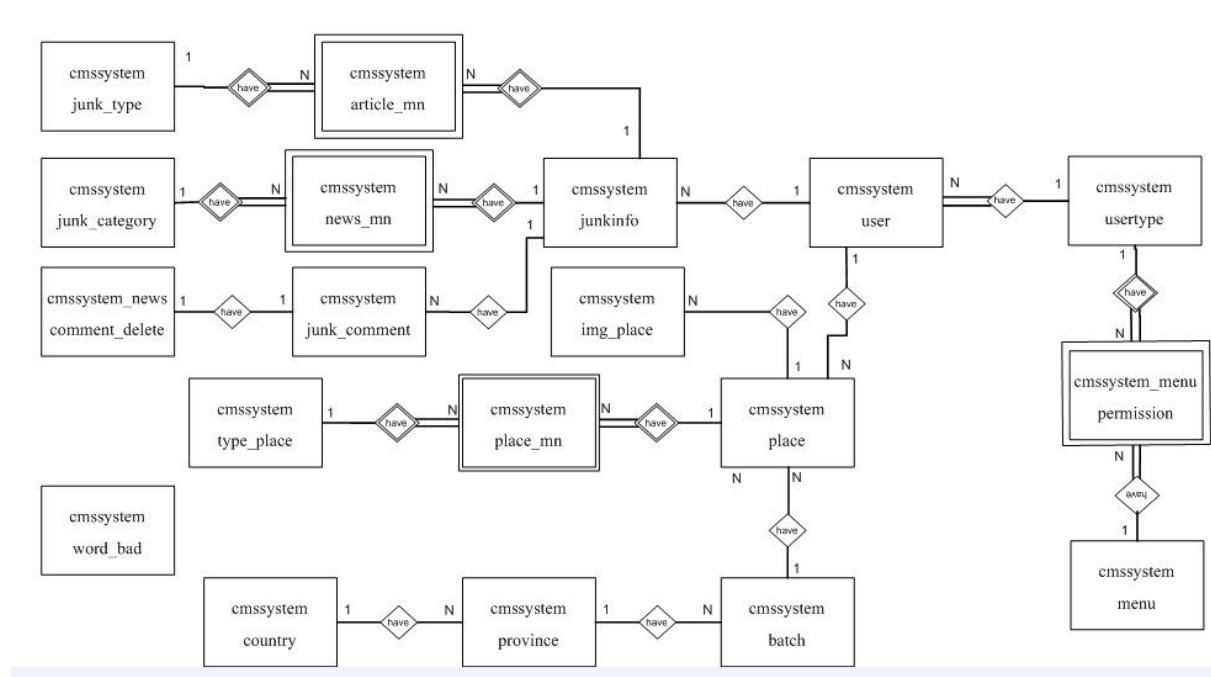 cmssystem
junk_type
1
have
N
cmssystem
article_mn
N
have
1
cmssystem
junk_category
1
have
N
cmssystem
news_mn
N
have
1
cmssystem
junkinfo
N
have
1
cmssystem
user
N
have
1
cmssystem
usertype
1
cmssystem_news
comment_delete
1
have
1
cmssystem
junk_comment
N
have
1
cmssystem
img_place
N
have
1
1
have
N
have
N
cmssystem_menu
permission
N
have
1
cmssystem
menu
cmssystem
type_place
1
have
N
cmssystem
place_mn
N
have
1
cmssystem
place
N
N
have
1
cmssystem
word_bad
cmssystem
country
1
have
N
cmssystem
province
1
have
N
cmssystem
batch